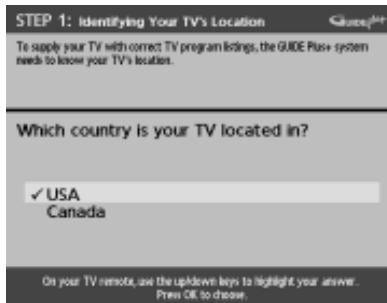 STEP 1: Identifying Your TV's Location
To supply your TV with correct TV program listings, the GUIDE Plus+ system
needs to know your TV's location.
Which country is your TV located in?
✓ USA
Canada
On your TV remote, use the up/down keys to highlight your answer.
Press OK to choose.